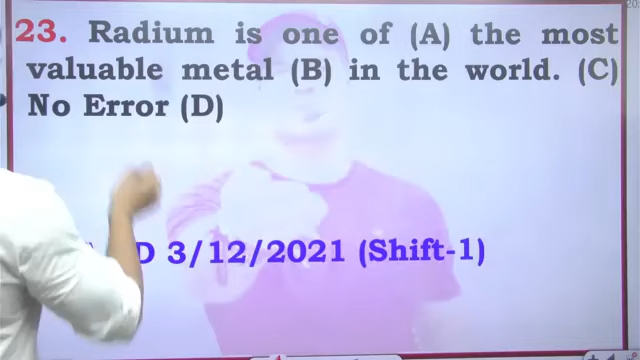 23. Radium is one of (A) the most
valuable metal (B) in the world. (C)
No Error (D)
D 3/12/2021 (Shift-1)